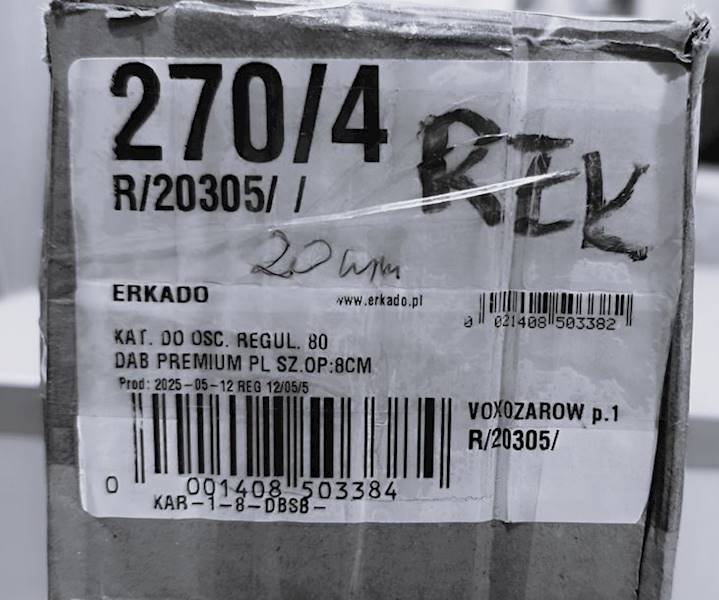 270/4
R/20305/ /
REK
20 mm
ERKADO
www.erkado.pl
0 021408 503382
KAT. DO OSC. REGUL. 80
DAB PREMIUM PL SZ.OP:8CM
Prod: 2025-05-12 REG 12/05/5
VOXOZAROW p.1
R/20305/
0 001408 503384
KAR-1-8-DBSB-